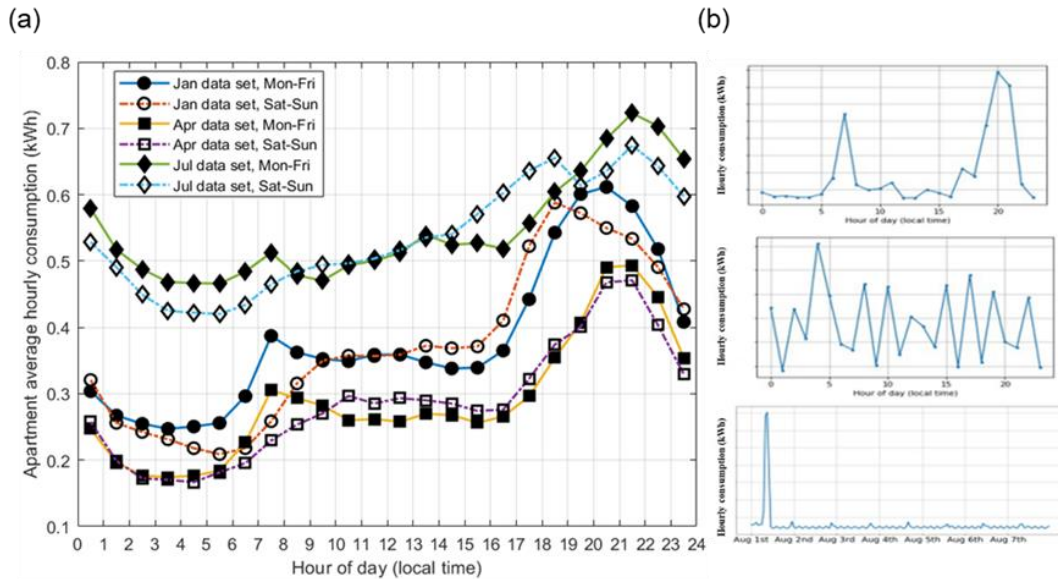 (a)
Apartment average hourly consumption (kWh)
0.8
0.7
0.6
0.5
0.4
0.3
0.2
0.1
Jan data set, Mon-Fri
Jan data set, Sat-Sun
Apr data set, Mon-Fri
Apr data set, Sat-Sun
Jul data set, Mon-Fri
Jul data set, Sat-Sun
0 1 2 3 4 5 6 7 8 9 10 11 12 13 14 15 16 17 18 19 20 21 22 23 24
Hour of day (local time)
(b)
Hourly consumption (kWh)
0 5 10 15 20
Hour of day (local time)
Hourly consumption (kWh)
0 5 10 15 20
Hour of day (local time)
Hourly consumption (kWh)
Aug 1st Aug 2nd Aug 3rd Aug 4th Aug 5th Aug 6th Aug 7th